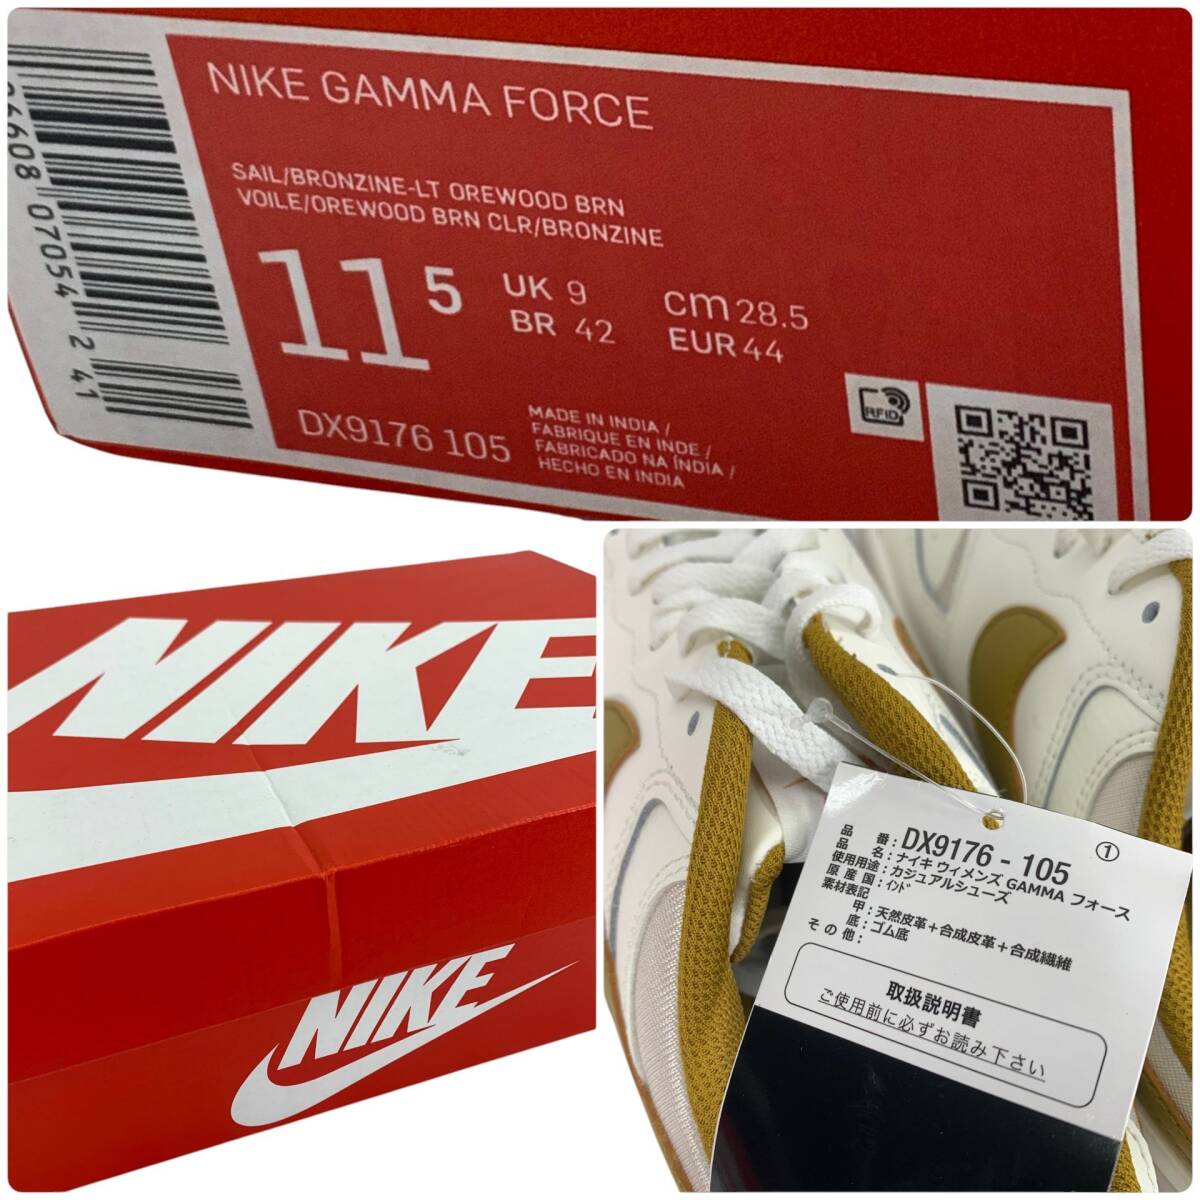 NIKE GAMMA FORCE
SAIL/BRONZINE-LT OREWOOD BRN
VOILE/OREWOOD BRN CLR/BRONZINE
11 5
UK 9
BR 42
cm 28.5
EUR 44
DX9176 105
MADE IN INDIA /
FABRIQUE EN INDE /
FABRICADO NA ÍNDIA /
HECHO EN INDIA
RFID
07054 2 41
NIKE
NIKE
①
品 番:DX9176 - 105
品 名:ナイキ ウィメンズ GAMMA フォース
使用用途:カジュアルシューズ
原 産 国:インド
素材表記
甲:天然皮革+合成皮革+合成繊維
底:ゴム底
そ の 他:
取扱説明書
ご使用前に必ずお読み下さい